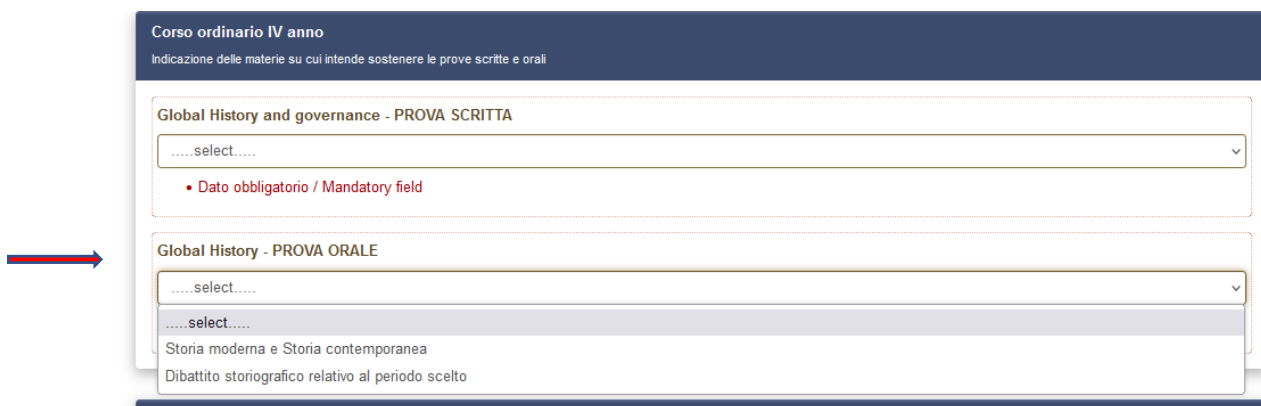 Corso ordinario IV anno
Indicazione delle materie su cui intende sostenere le prove scritte e orali
Global History and governance - PROVA SCRITTA
.....select.....
• Dato obbligatorio / Mandatory field
Global History - PROVA ORALE
.....select.....
.....select.....
Storia moderna e Storia contemporanea
Dibattito storiografico relativo al periodo scelto